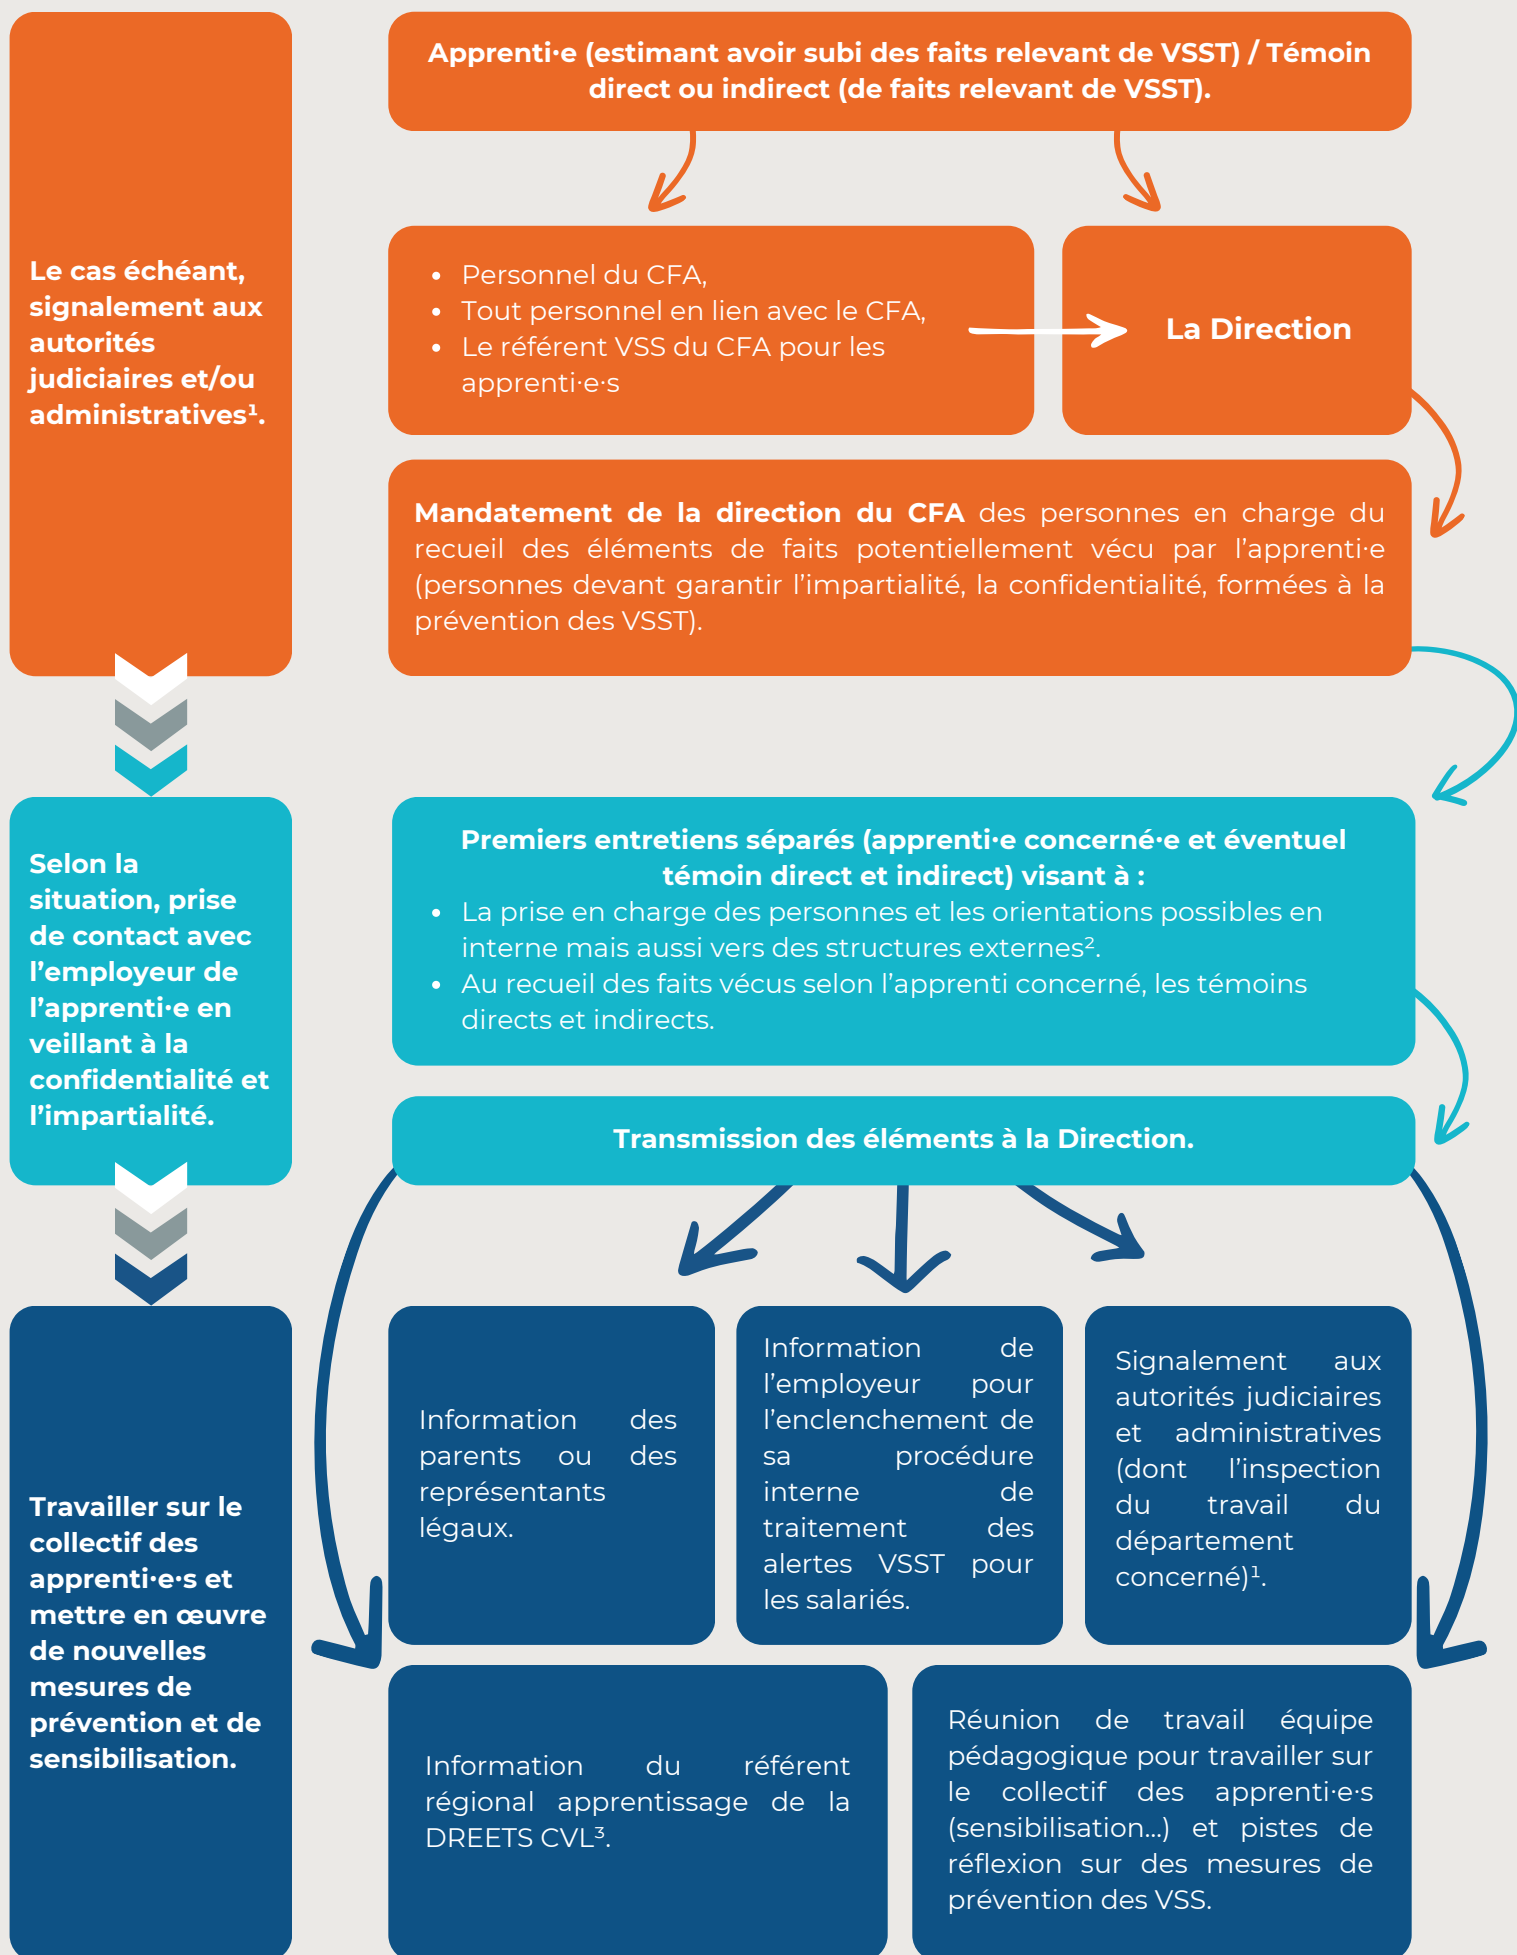 Apprenti·e (estimant avoir subi des faits relevant de VSST) / Témoin
direct ou indirect (de faits relevant de VSST).
Le cas échéant,
signalement aux
autorités
judiciaires et/ou
administratives¹.
• Personnel du CFA,
• Tout personnel en lien avec le CFA,
• Le référent VSS du CFA pour les
apprenti·e·s
La Direction
Mandatement de la direction du CFA des personnes en charge du
recueil des éléments de faits potentiellement vécu par l’apprenti·e
(personnes devant garantir l’impartialité, la confidentialité, formées à la
prévention des VSST).
Selon la
situation, prise
de contact avec
l’employeur de
l’apprenti·e en
veillant à la
confidentialité et
l’impartialité.
Premiers entretiens séparés (apprenti·e concerné·e et éventuel
témoin direct et indirect) visant à :
• La prise en charge des personnes et les orientations possibles en
interne mais aussi vers des structures externes².
• Au recueil des faits vécus selon l’apprenti concerné, les témoins
directs et indirects.
Transmission des éléments à la Direction.
Travailler sur le
collectif des
apprenti·e·s et
mettre en œuvre
de nouvelles
mesures de
prévention et de
sensibilisation.
Information des
parents ou des
représentants
légaux.
Information de
l’employeur pour
l’enclenchement de
sa procédure
interne de
traitement des
alertes VSST pour
les salariés.
Signalement aux
autorités judiciaires
et administratives
(dont l’inspection
du travail du
département
concerné)¹.
Information du référent
régional apprentissage de la
DREETS CVL³.
Réunion de travail équipe
pédagogique pour travailler sur
le collectif des apprenti·e·s
(sensibilisation...) et pistes de
réflexion sur des mesures de
prévention des VSS.